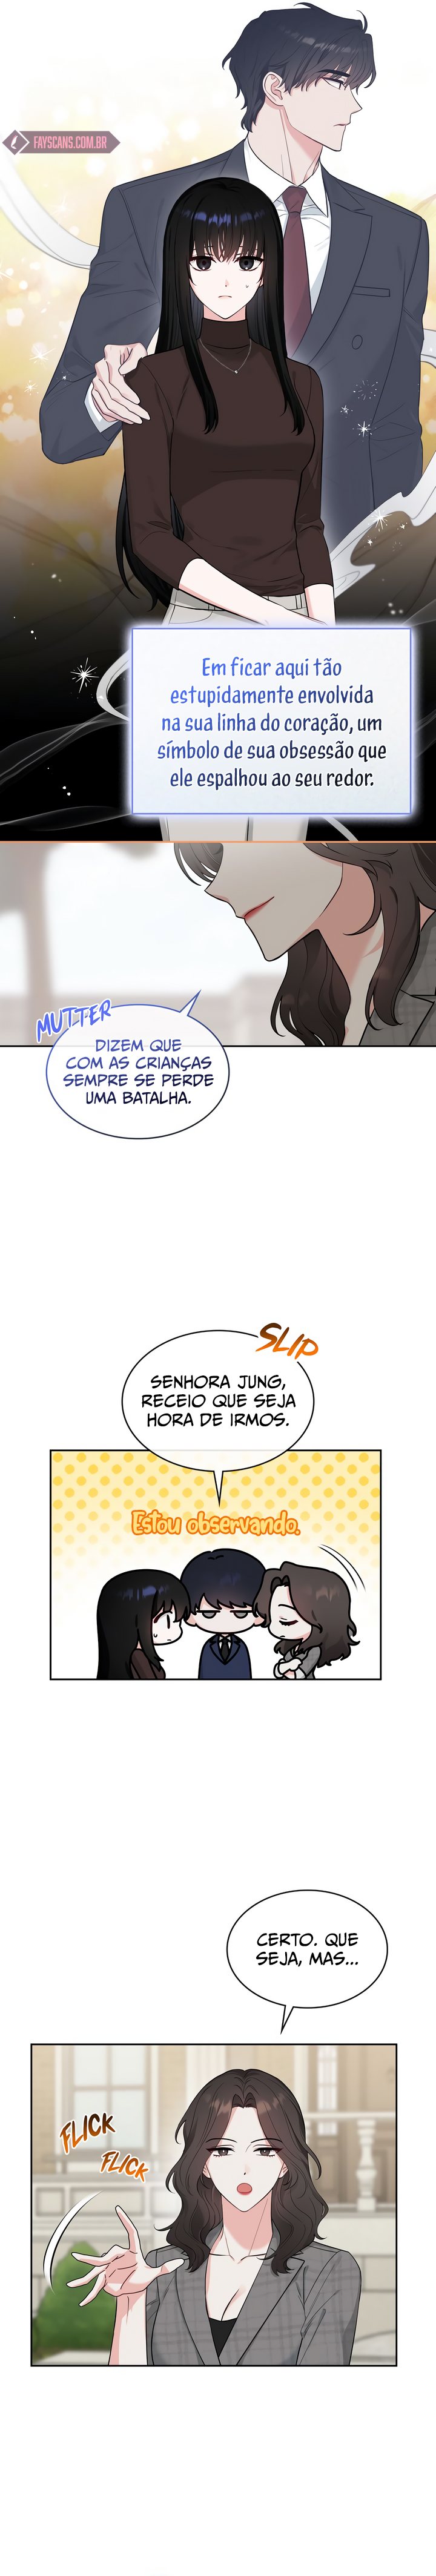 FAYSCANS.COM.BR
Em ficar aqui tão
estupidamente envolvida
na sua linha do coração, um
símbolo de sua obsessão que
ele espalhou ao seu redor.
MUTTER
DIZEM QUE
COM AS CRIANÇAS
SEMPRE SE PERDE
UMA BATALHA.
SLIP
SENHORA JUNG,
RECEIO QUE SEJA
HORA DE IRMOS.
Estou observando.
CERTO. QUE
SEJA, MAS...
FLICK
FLICK